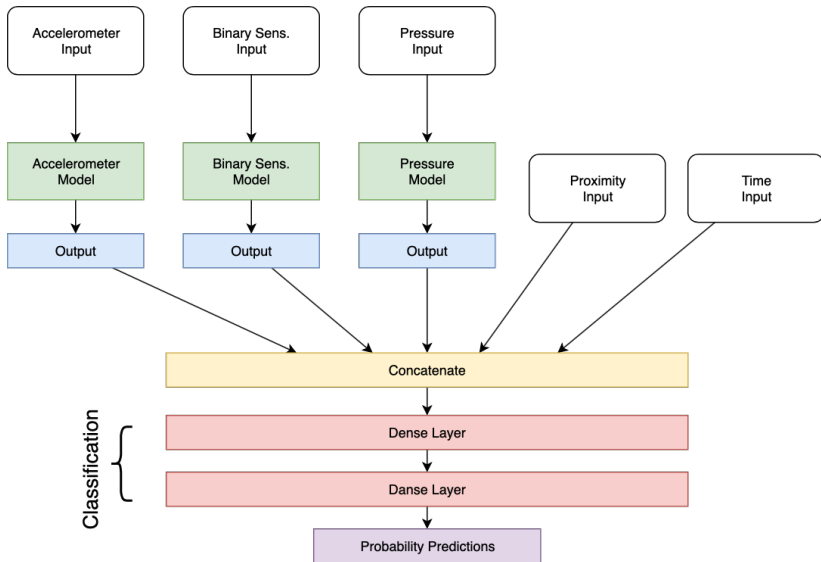 Accelerometer
Input
Binary Sens.
Input
Pressure
Input
Accelerometer
Model
Binary Sens.
Model
Pressure
Model
Proximity
Input
Time
Input
Output
Output
Output
Concatenate
Classification
Dense Layer
Danse Layer
Probability Predictions